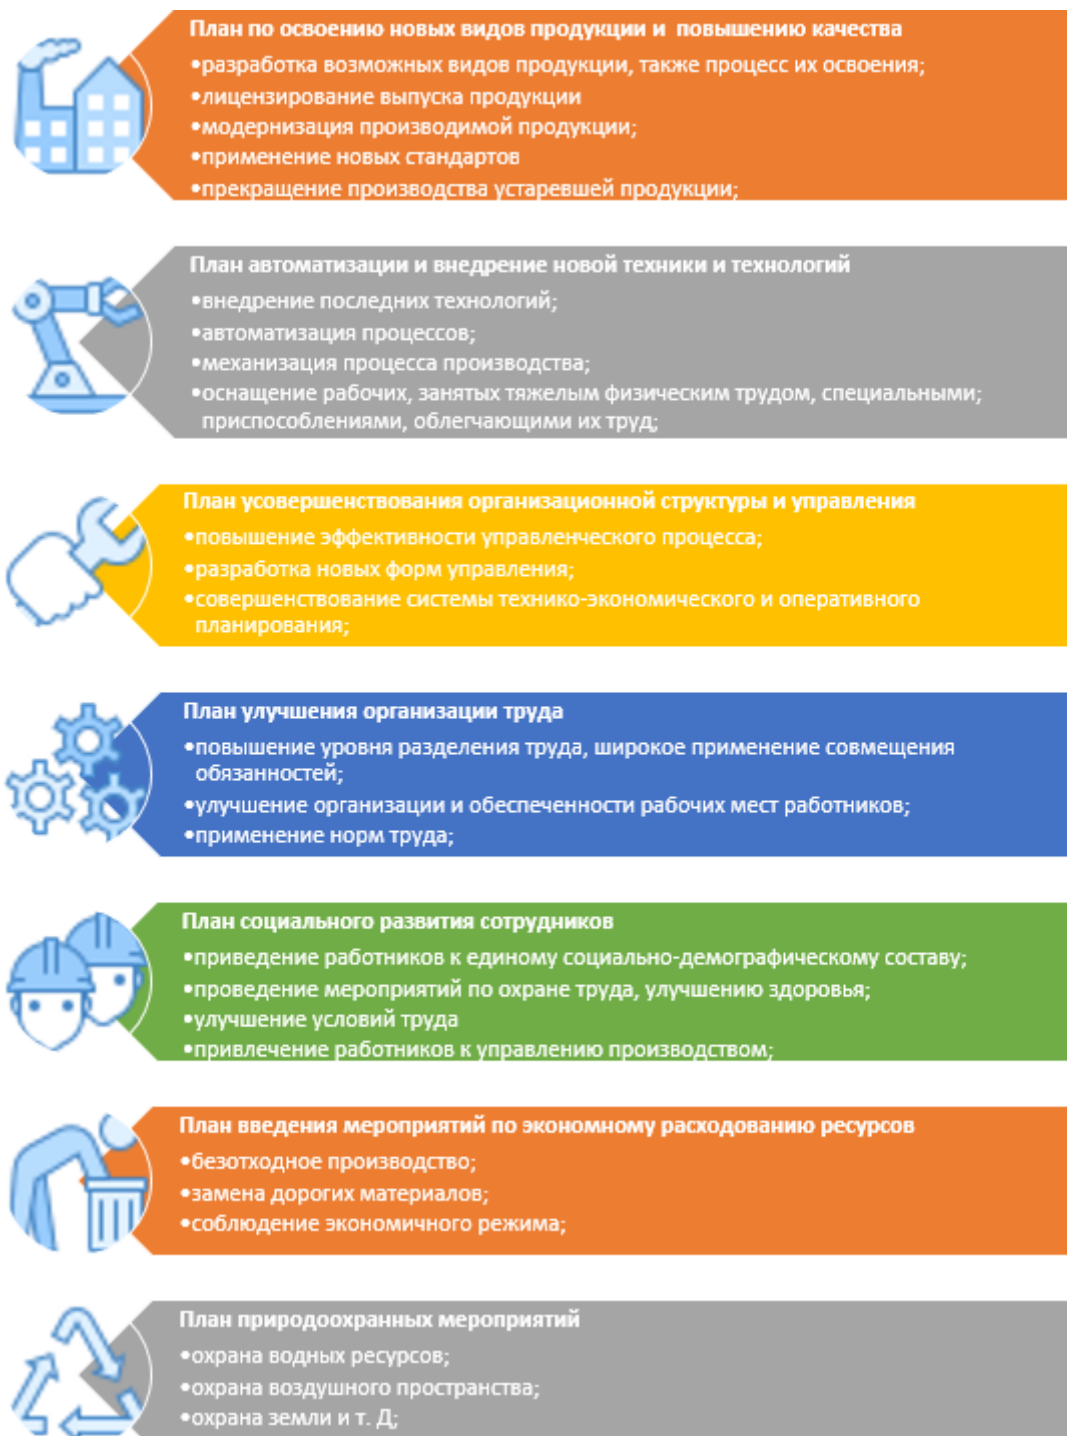 План по освоению новых видов продукции и повышению качества
•разработка возможных видов продукции, также процесс их освоения;
•лицензирование выпуска продукции
•модернизация производимой продукции;
•применение новых стандартов
•прекращение производства устаревшей продукции;
План автоматизации и внедрение новой техники и технологий
•внедрение последних технологий;
•автоматизация процессов;
•механизация процесса производства;
•оснащение рабочих, занятых тяжелым физическим трудом, специальными;
приспособлениями, облегчающими их труд;
План усовершенствования организационной структуры и управления
•повышение эффективности управленческого процесса;
•разработка новых форм управления;
•совершенствование системы технико-экономического и оперативного
планирования;
План улучшения организации труда
•повышение уровня разделения труда, широкое применение совмещения
обязанностей;
•улучшение организации и обеспеченности рабочих мест работников;
•применение норм труда;
План социального развития сотрудников
•приведение работников к единому социально-демографическому составу;
•проведение мероприятий по охране труда, улучшению здоровья;
•улучшение условий труда
•привлечение работников к управлению производством;
План введения мероприятий по экономному расходованию ресурсов
•безотходное производство;
•замена дорогих материалов;
•соблюдение экономичного режима;
План природоохранных мероприятий
•охрана водных ресурсов;
•охрана воздушного пространства;
•охрана земли и т. Д;